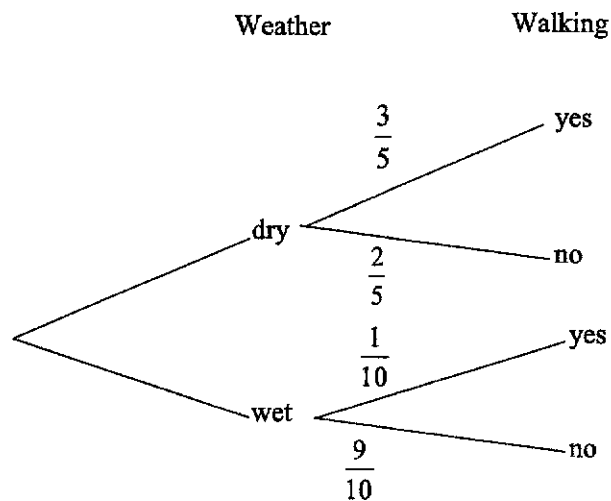 Weather Walking
3/5
yes
dry
2/5
no
1/10
yes
wet
9/10
no